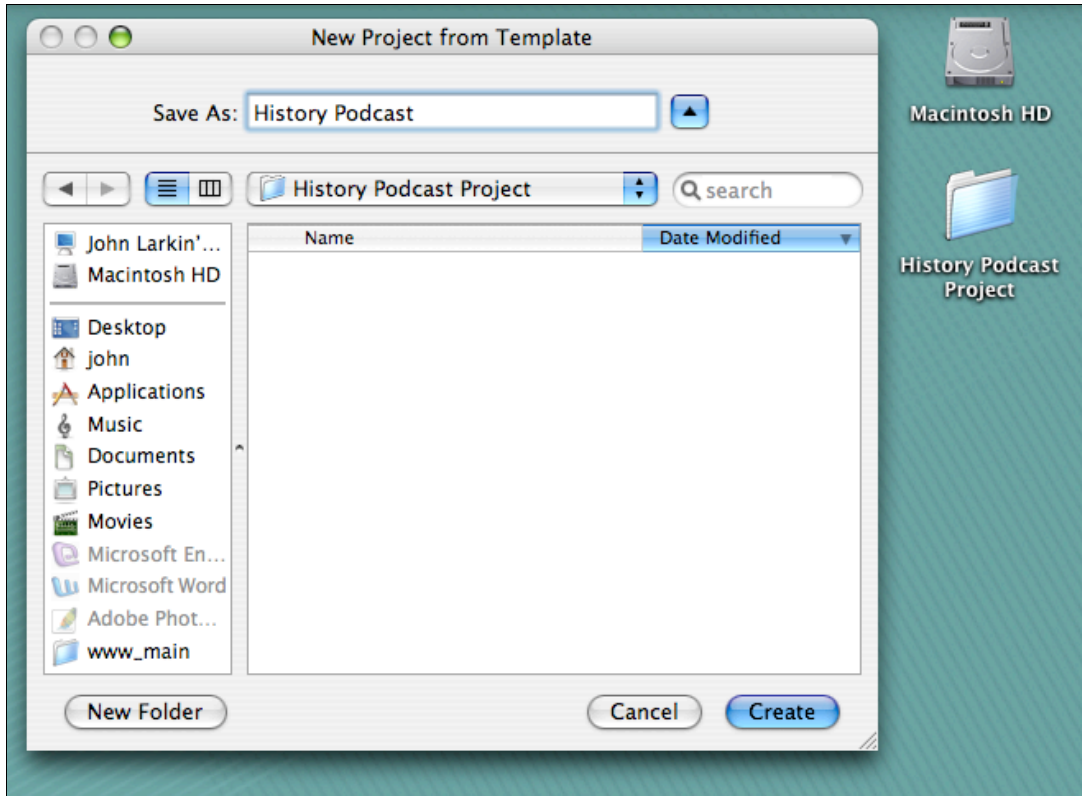 New Project from Template
Save As: History Podcast
History Podcast Project
search
Name Date Modified
John Larkin’...
Macintosh HD
Desktop
john
Applications
Music
Documents
Pictures
Movies
Microsoft En...
Microsoft Word
Adobe Phot...
www_main
New Folder Cancel Create
Macintosh HD
History Podcast
Project